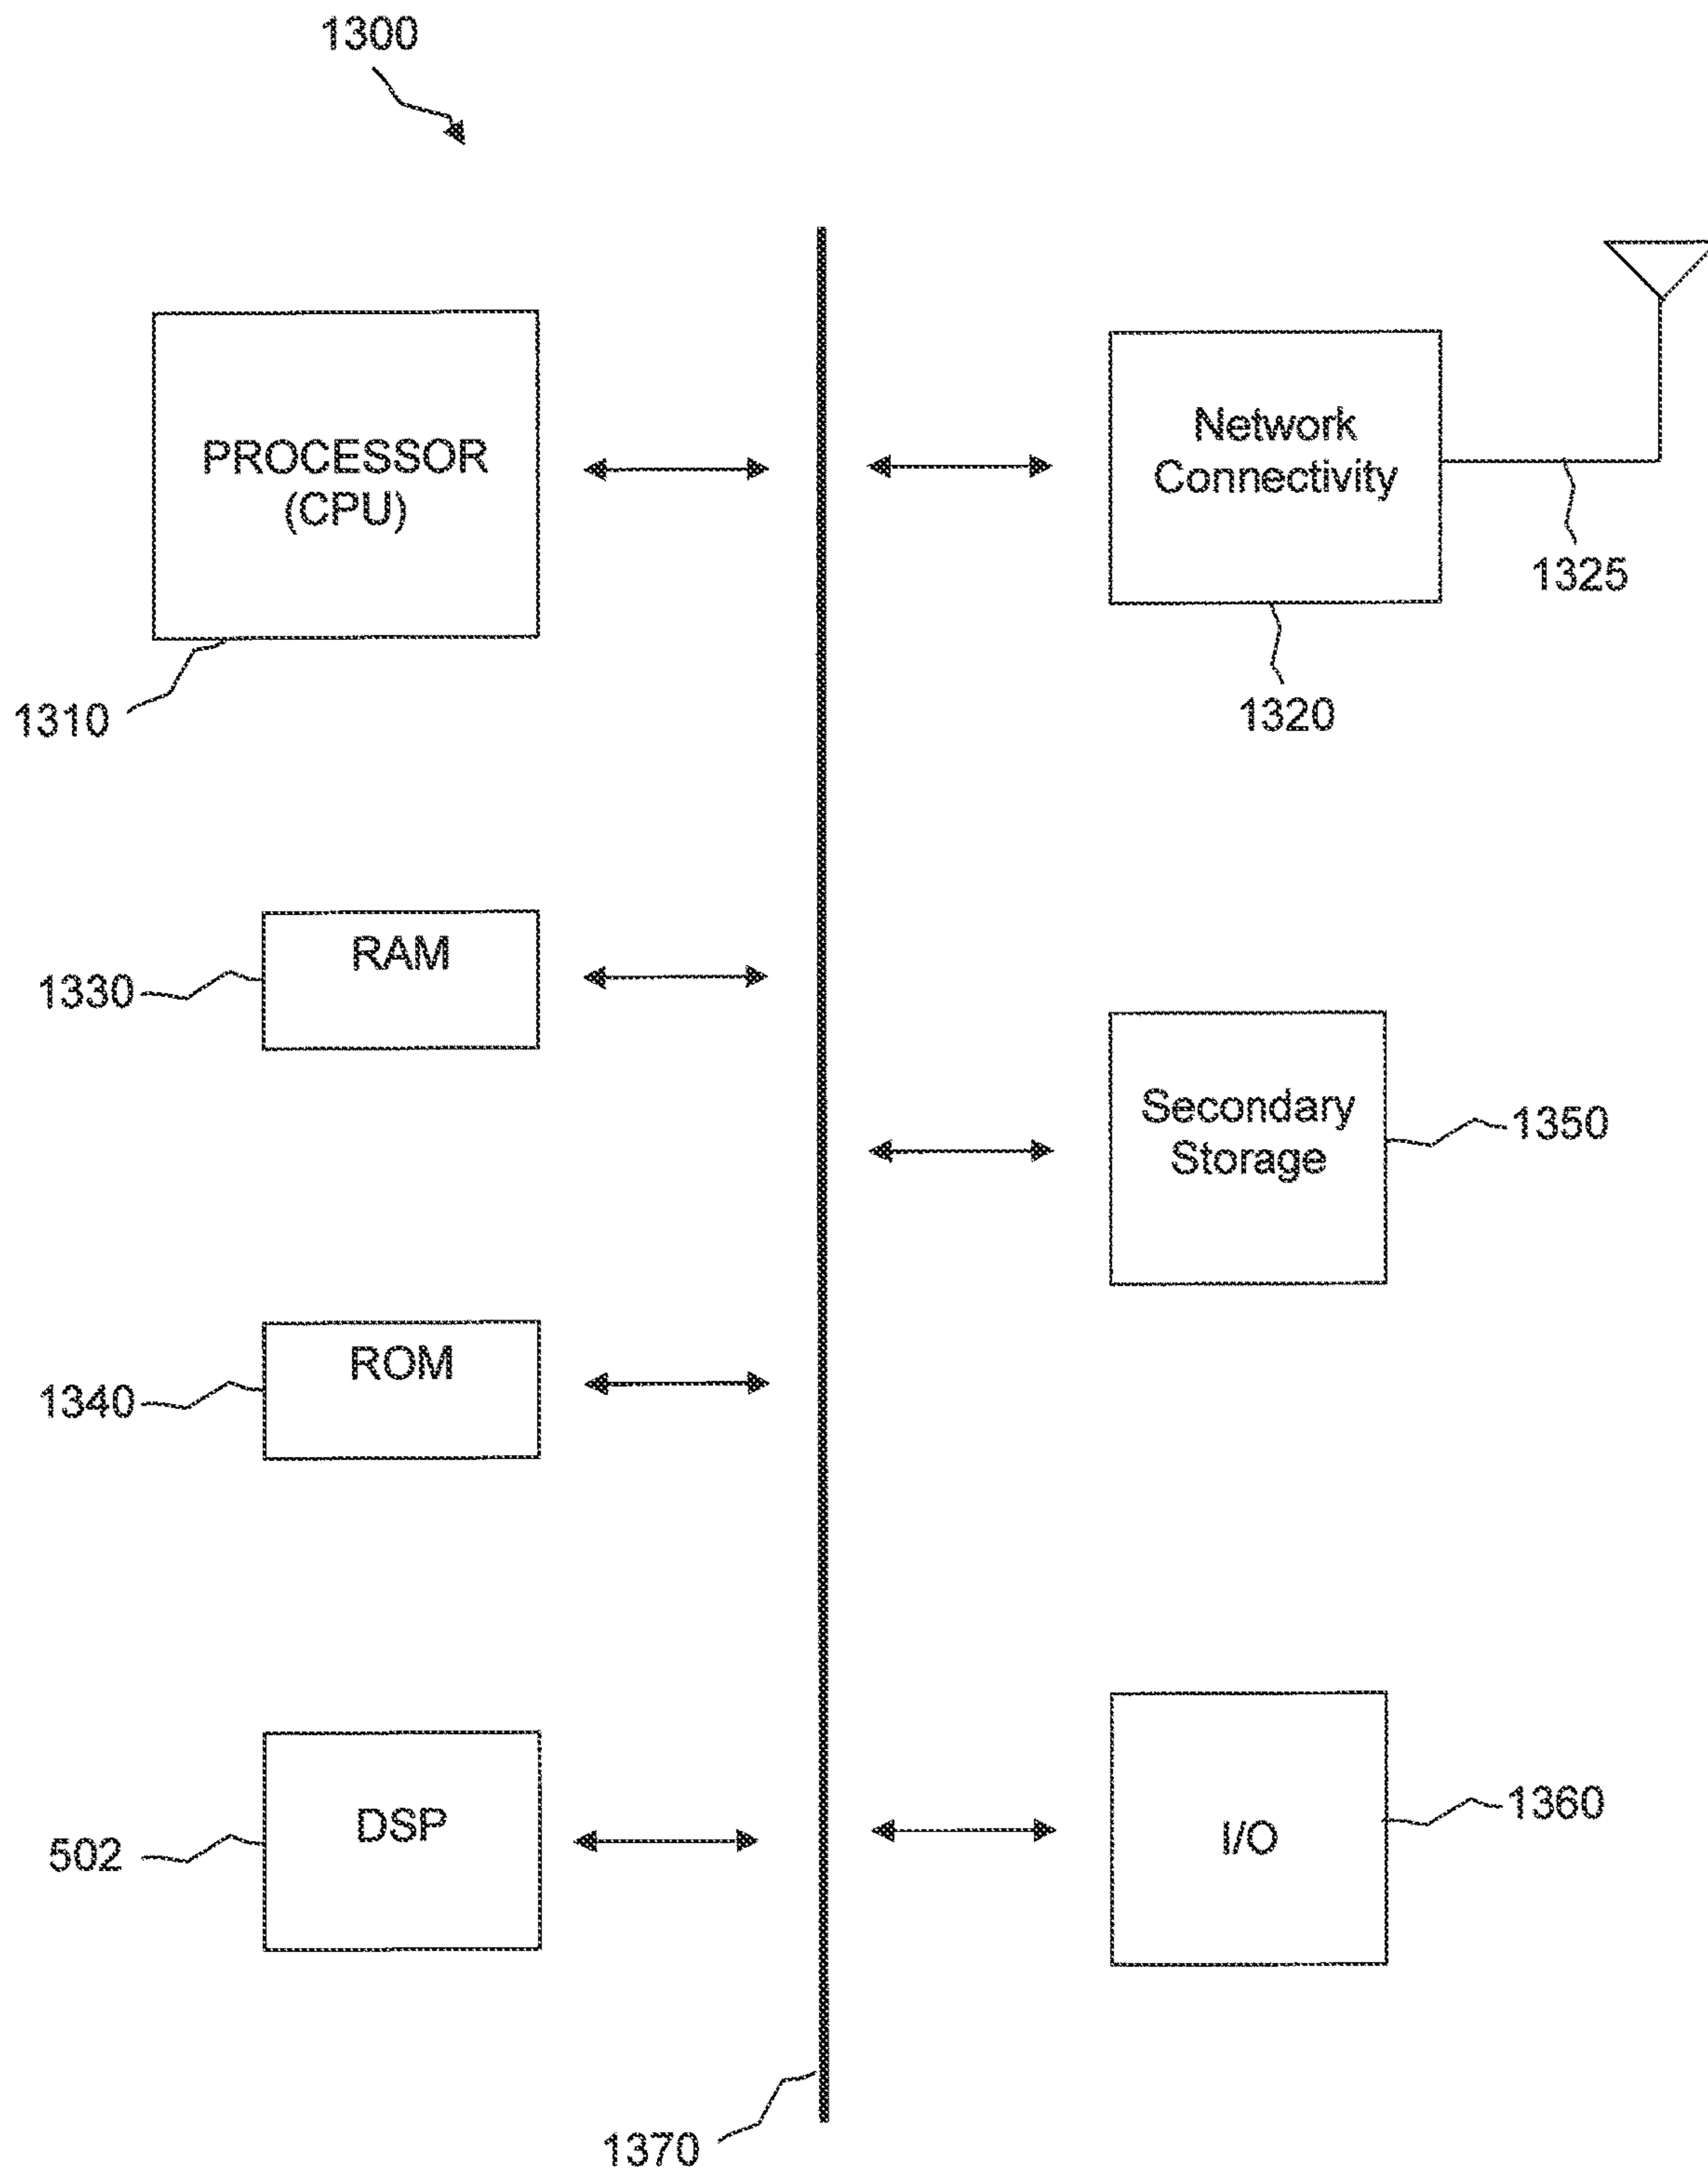 1300
PROCESSOR
(CPU)
1310
Network
Connectivity
1325
1320
RAM
1330
Secondary
Storage
1350
ROM
1340
DSP
502
I/O
1360
1370